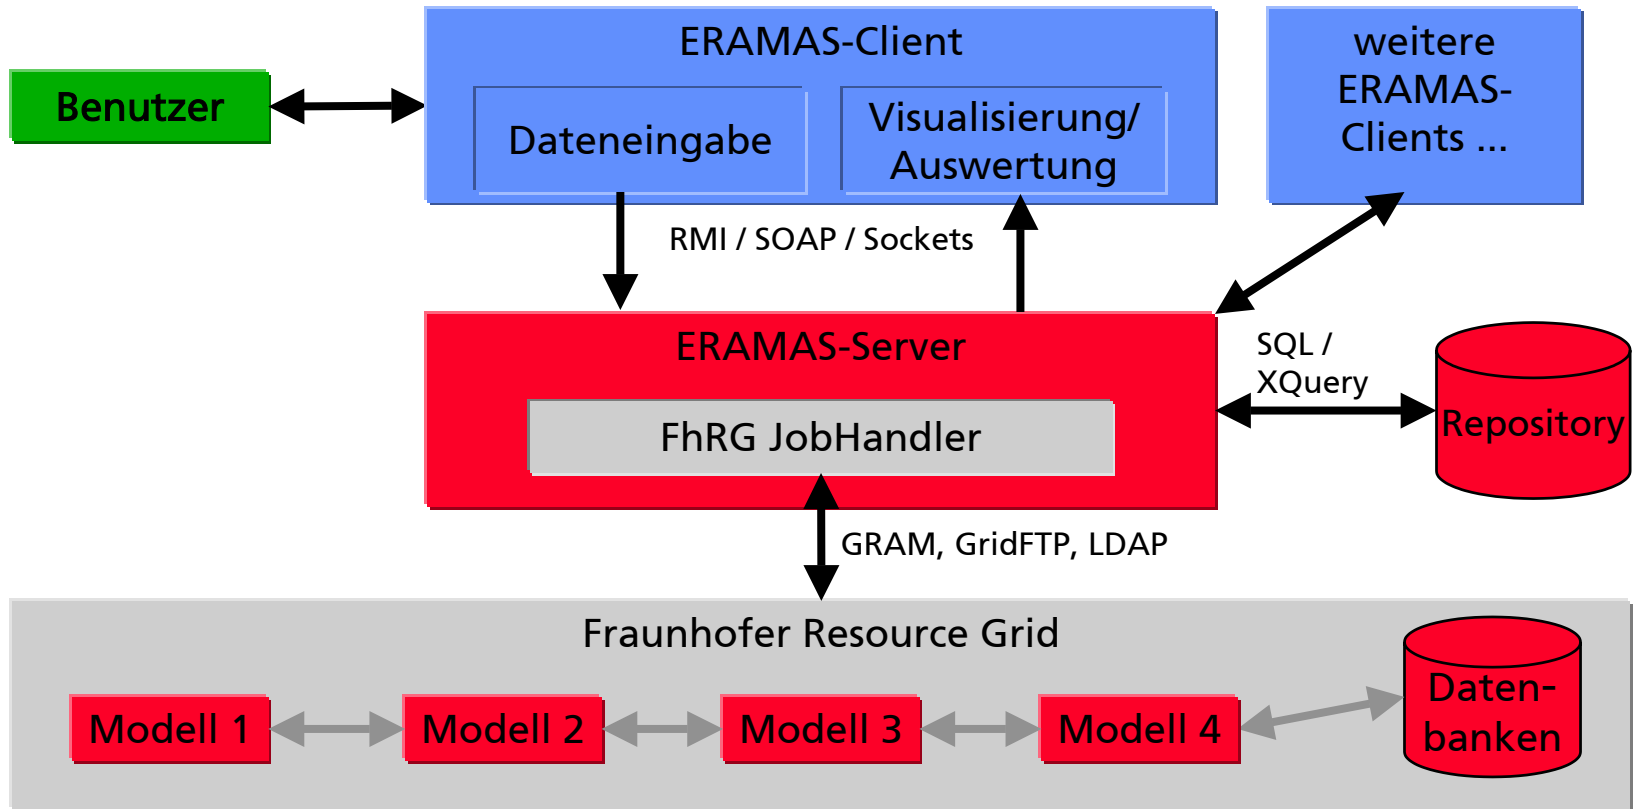 ERAMAS-Client
weitere
ERAMAS-
Clients ...
Benutzer
Dateneingabe
Visualisierung/
Auswertung
RMI / SOAP / Sockets
ERAMAS-Server
SQL /
XQuery
FhRG JobHandler
Repository
GRAM, GridFTP, LDAP
Fraunhofer Resource Grid
Modell 1
Modell 2
Modell 3
Modell 4
Daten-
banken